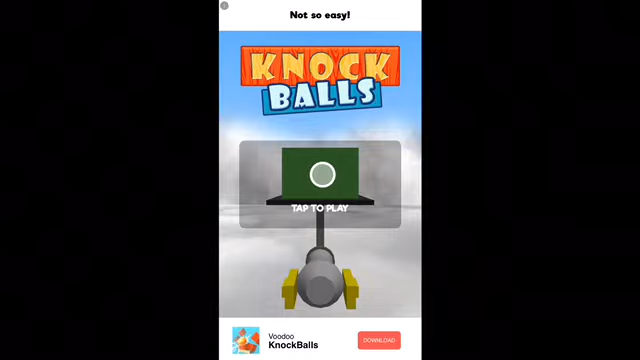 Not so easy!
KNOCK
BALLS
TAP TO PLAY
Voodoo
KnockBalls
DOWNLOAD